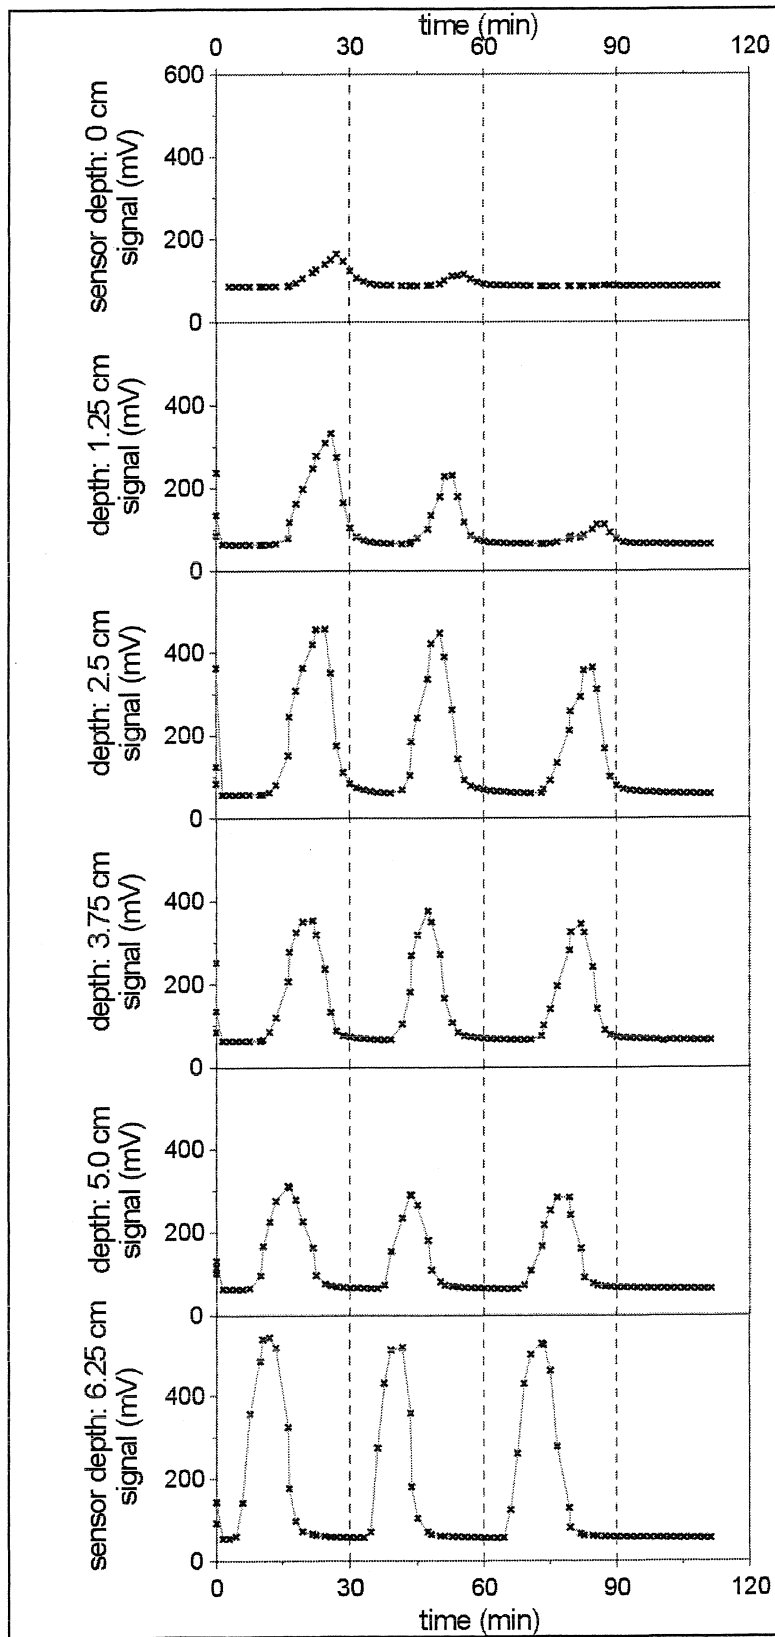 time (min)
0 30 60 90 120
600
400
200
0
sensor depth: 0 cm
signal (mV)
400
200
0
depth: 1.25 cm
signal (mV)
400
200
0
depth: 2.5 cm
signal (mV)
400
200
0
depth: 3.75 cm
signal (mV)
400
200
0
depth: 5.0 cm
signal (mV)
400
200
0
sensor depth: 6.25 cm
signal (mV)
0 30 60 90 120
time (min)